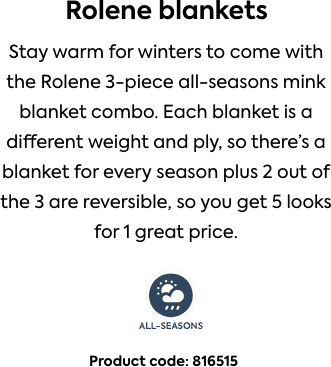 Rolene blankets
Stay warm for winters to come with
the Rolene 3-piece all-seasons mink
blanket combo. Each blanket is a
different weight and ply, so there’s a
blanket for every season plus 2 out of
the 3 are reversible, so you get 5 looks
for 1 great price.
ALL-SEASONS
Product code: 816515